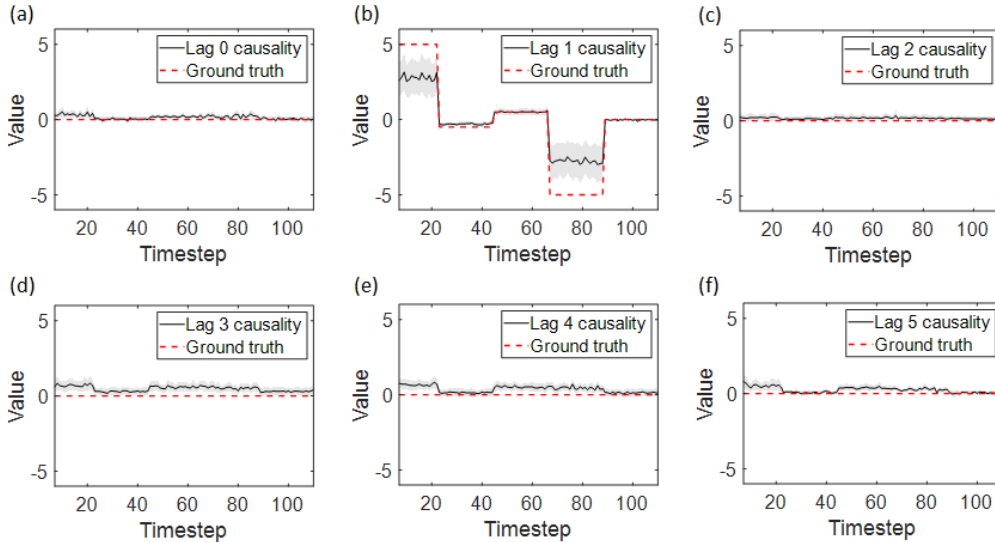 (a)
5
0
-5
Value
20 40 60 80 100
Timestep
Lag 0 causality
Ground truth
(b)
5
0
-5
Value
20 40 60 80 100
Timestep
Lag 1 causality
Ground truth
(c)
5
0
-5
Value
20 40 60 80 100
Timestep
Lag 2 causality
Ground truth
(d)
5
0
-5
Value
20 40 60 80 100
Timestep
Lag 3 causality
Ground truth
(e)
5
0
-5
Value
20 40 60 80 100
Timestep
Lag 4 causality
Ground truth
(f)
5
0
-5
Value
20 40 60 80 100
Timestep
Lag 5 causality
Ground truth